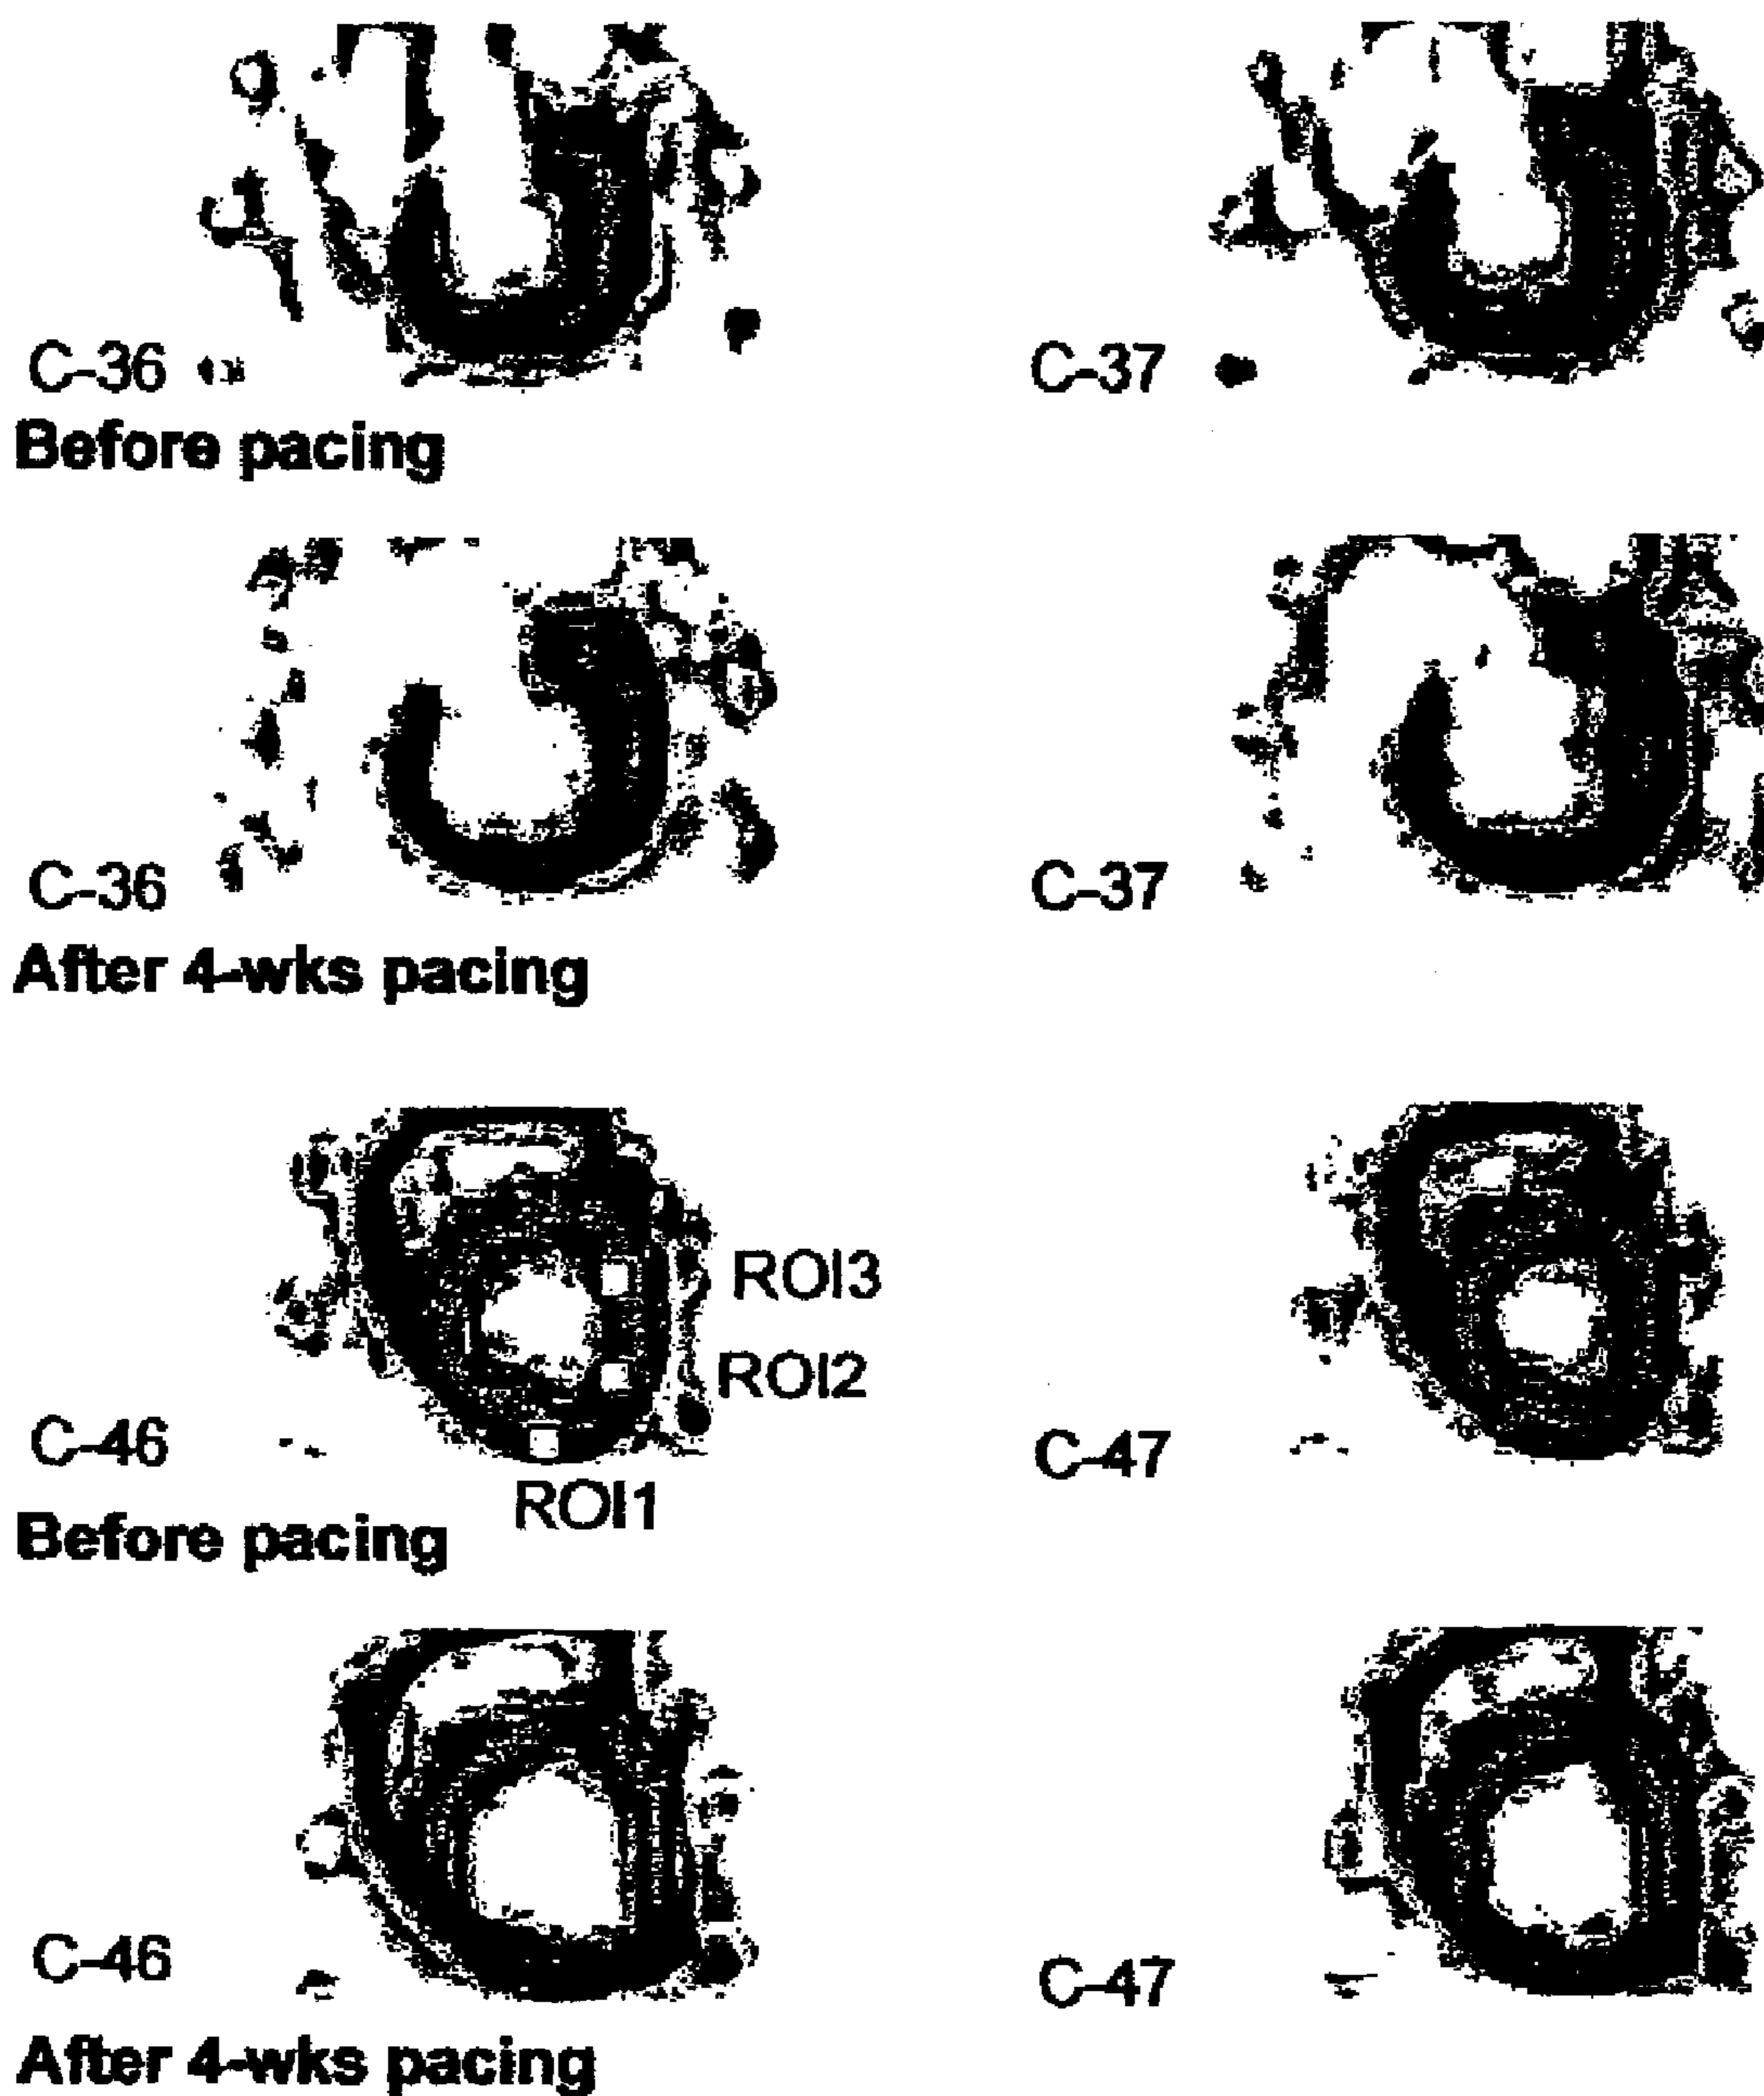 C-36
C-37
Before pacing
C-36
C-37
After 4-wks pacing
ROI3
ROI2
C-46
C-47
ROI1
Before pacing
C-46
C-47
After 4-wks pacing